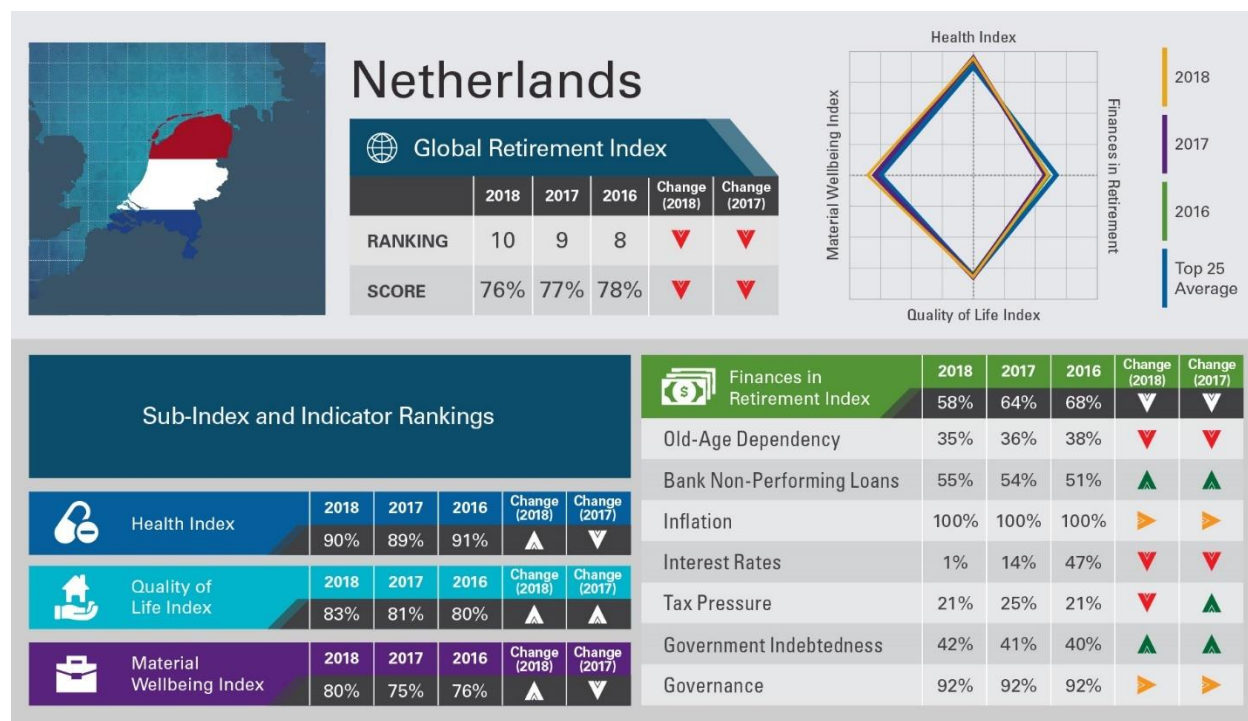 Netherlands
Global Retirement Index
2018 2017 2016 Change (2018) Change (2017)
RANKING 10 9 8
SCORE 76% 77% 78%
Health Index
Material Wellbeing Index
Finances in Retirement
Quality of Life Index
2018
2017
2016
Top 25
Average
Sub-Index and Indicator Rankings
Health Index
2018 2017 2016 Change (2018) Change (2017)
90% 89% 91%
Quality of
Life Index
2018 2017 2016 Change (2018) Change (2017)
83% 81% 80%
Material
Wellbeing Index
2018 2017 2016 Change (2018) Change (2017)
80% 75% 76%
Finances in
Retirement Index
2018 2017 2016 Change (2018) Change (2017)
58% 64% 68%
Old-Age Dependency 35% 36% 38%
Bank Non-Performing Loans 55% 54% 51%
Inflation 100% 100% 100%
Interest Rates 1% 14% 47%
Tax Pressure 21% 25% 21%
Government Indebtedness 42% 41% 40%
Governance 92% 92% 92%